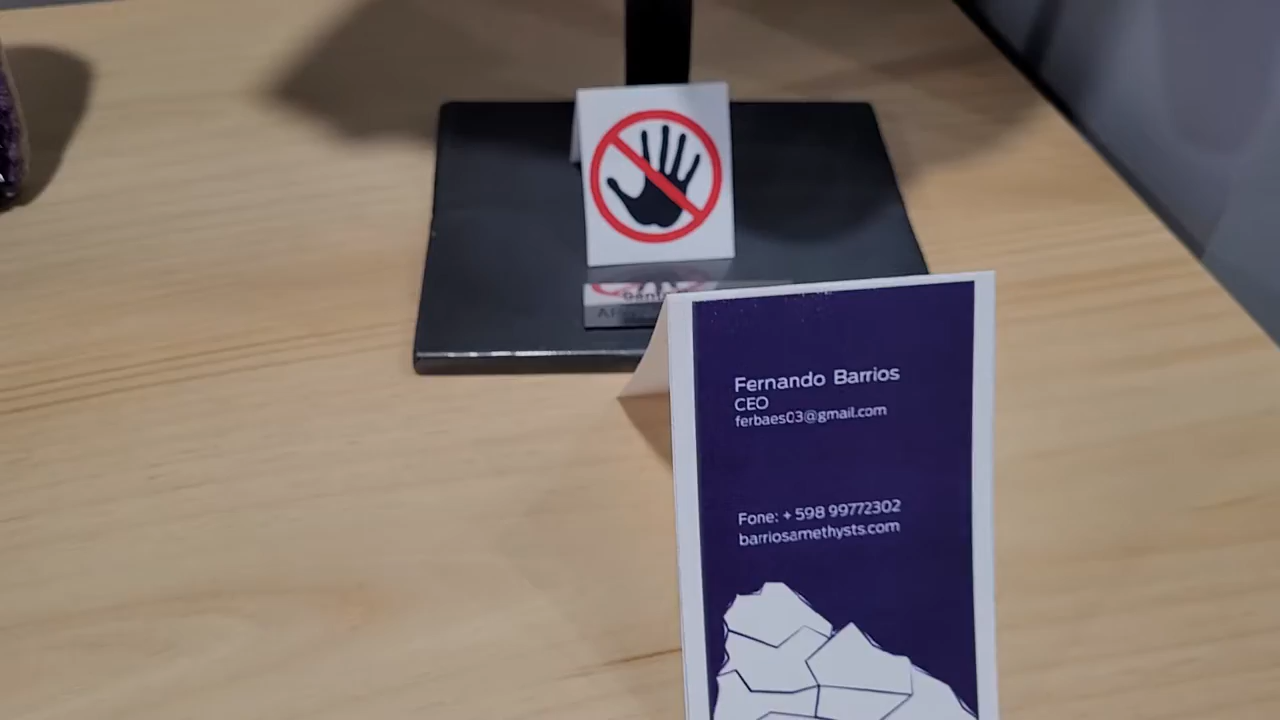 Fernando Barrios
CEO
ferbaes03@gmail.com
Fone: + 598 99772302
barriosamethysts.com